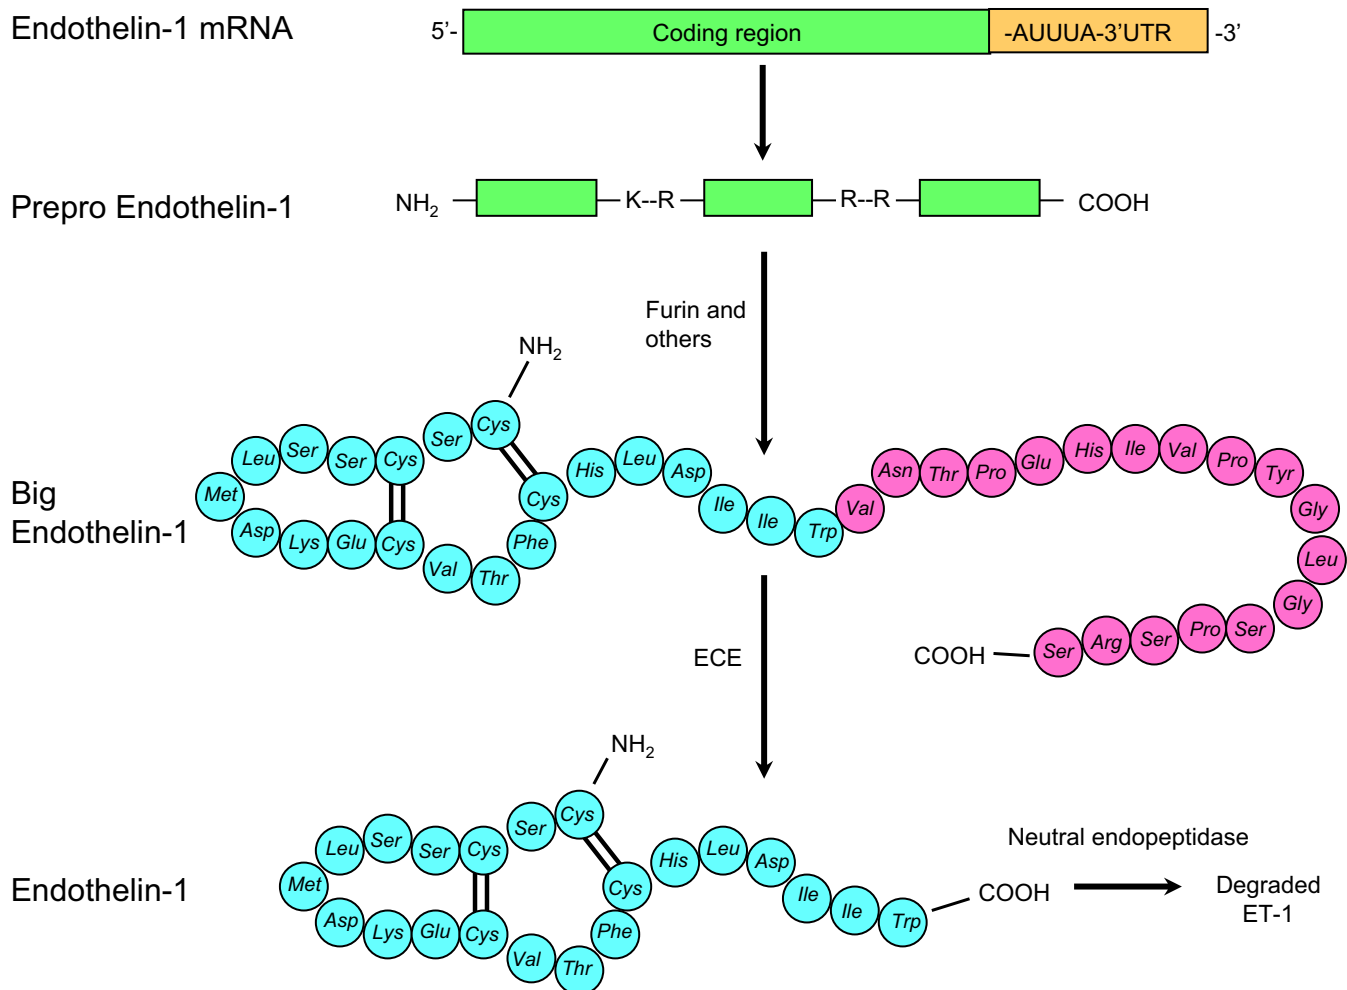 Endothelin-1 mRNA
5’-
Coding region
-AUUUA-3’UTR
-3’
Prepro Endothelin-1
NH2
K--R
R--R
COOH
Furin and
others
NH2
Big
Endothelin-1
Cys
Ser
Cys
Ser
Ser
Leu
Met
Asp
Lys
Glu
Cys
Val
Thr
Phe
Cys
His
Leu
Asp
Ile
Ile
Trp
Val
Asn
Thr
Pro
Glu
His
Ile
Val
Pro
Tyr
Gly
Leu
Gly
Ser
Pro
Ser
Arg
Ser
COOH
ECE
NH2
Endothelin-1
Cys
Ser
Cys
Ser
Ser
Leu
Met
Asp
Lys
Glu
Cys
Val
Thr
Phe
Cys
His
Leu
Asp
Ile
Ile
Trp
COOH
Neutral endopeptidase
Degraded
ET-1